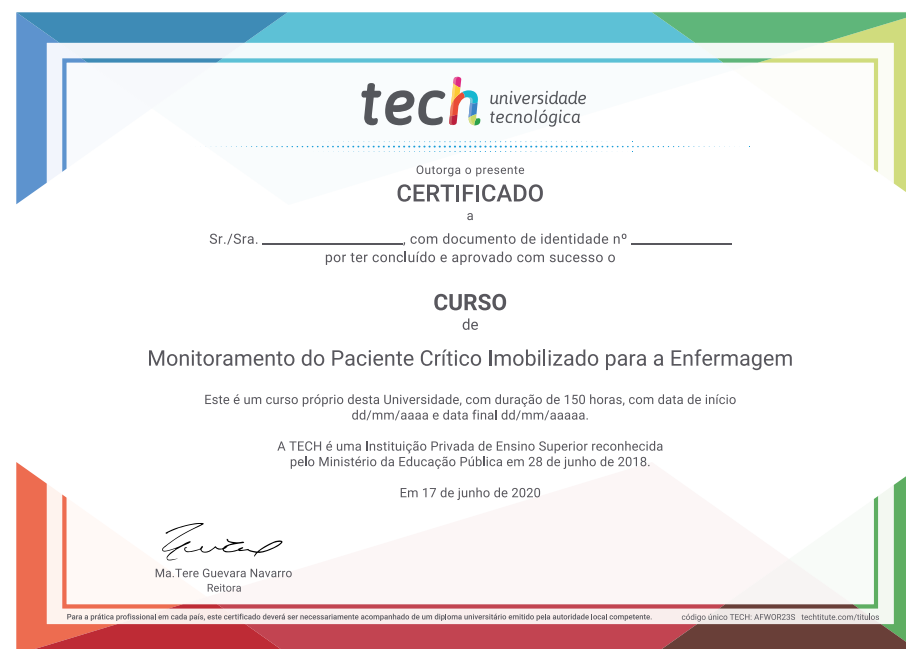 tech universidade
tecnológica
Outorga o presente
CERTIFICADO
a
Sr./Sra. ____________, com documento de identidade nº ____________
por ter concluído e aprovado com sucesso o
CURSO
de
Monitoramento do Paciente Crítico Imobilizado para a Enfermagem
Este é um curso próprio desta Universidade, com duração de 150 horas, com data de início
dd/mm/aaaa e data final dd/mm/aaaaa.
A TECH é uma Instituição Privada de Ensino Superior reconhecida
pelo Ministério da Educação Pública em 28 de junho de 2018.
Em 17 de junho de 2020
Ma.Tere Guevara Navarro
Reitora
Para a prática profissional em cada país, este certificado deverá ser necessariamente acompanhado de um diploma universitário emitido pela autoridade local competente. código único TECH: AFWOR23S techtitute.com/titulos